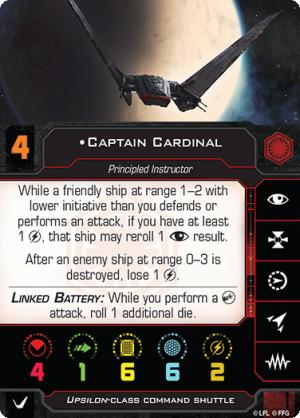 4
•Captain Cardinal
Principled Instructor
While a friendly ship at range 1–2 with
lower initiative than you defends or
performs an attack, if you have at least
1 , that ship may reroll 1 result.
After an enemy ship at range 0–3 is
destroyed, lose 1 .
Linked Battery: While you perform a
attack, roll 1 additional die.
4 1 6 6 2
Upsilon-class command shuttle
©LFL ©FFG